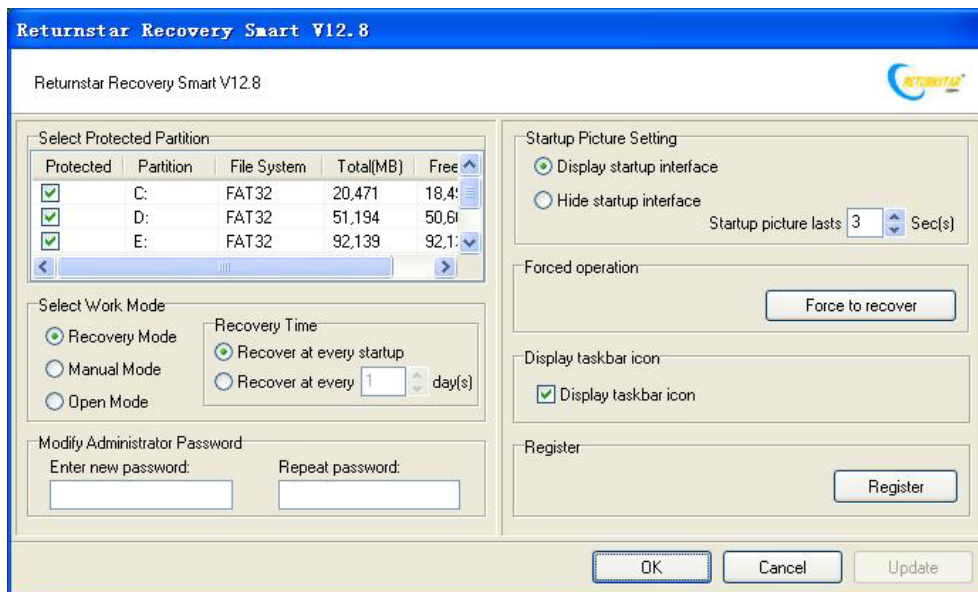 Returnstar Recovery Smart V12.8
Returnstar Recovery Smart V12.8
RETURNSTAR
Select Protected Partition
Protected Partition File System Total(MB) Free
C: FAT32 20,471
D: FAT32 51,194
E: FAT32 92,139
Select Work Mode
Recovery Mode
Manual Mode
Open Mode
Recovery Time
Recover at every startup
Recover at every 1 day(s)
Modify Administrator Password
Enter new password: Repeat password:
Startup Picture Setting
Display startup interface
Hide startup interface
Startup picture lasts 3 Sec(s)
Forced operation
Force to recover
Display taskbar icon
Display taskbar icon
Register
Register
OK Cancel Update